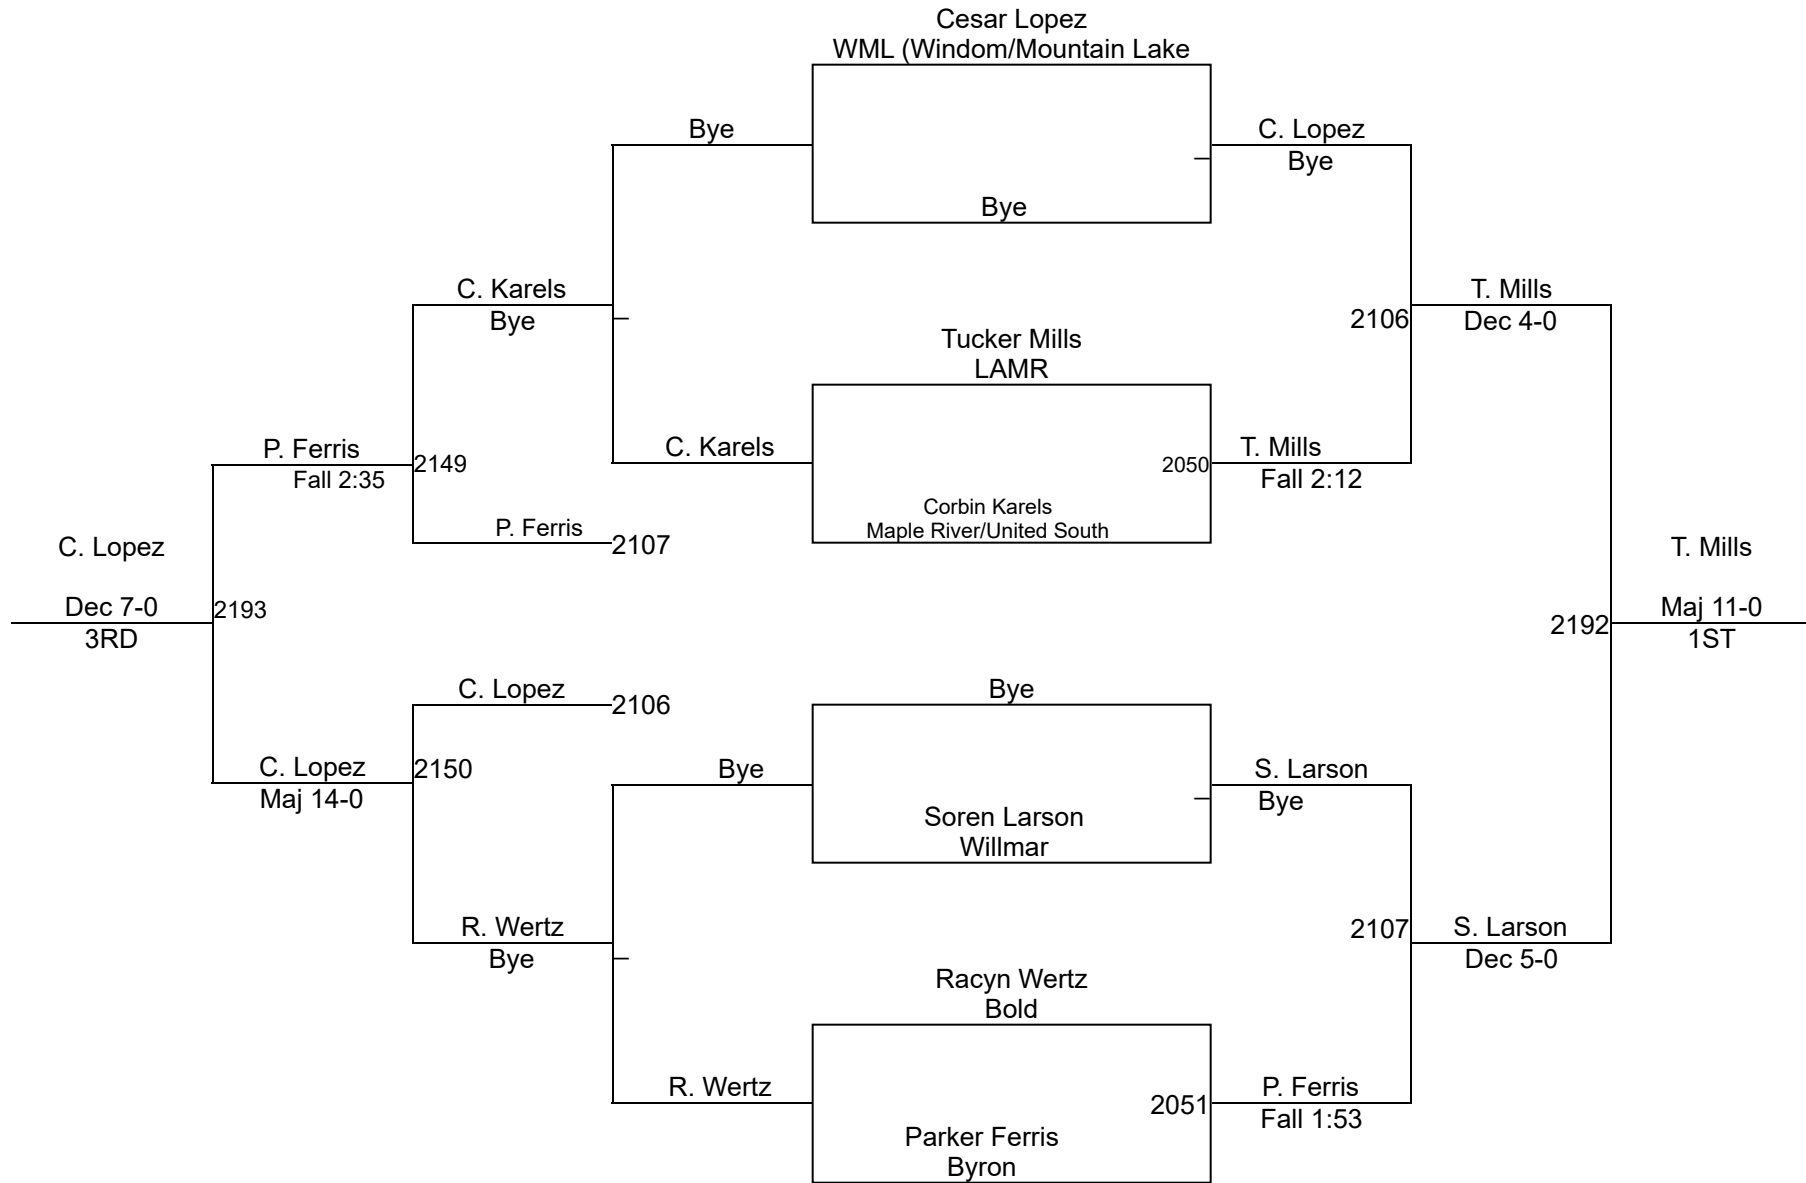 Cesar Lopez
WML (Windom/Mountain Lake
Bye
C. Lopez
Bye
Bye
C. Karels
Bye
T. Mills
Dec 4-0
2106
Tucker Mills
LAMR
P. Ferris
Fall 2:35
2149
C. Karels
2050
T. Mills
Fall 2:12
Corbin Karels
Maple River/United South
P. Ferris
2107
C. Lopez
Dec 7-0
3RD
2193
T. Mills
Maj 11-0
1ST
2192
C. Lopez
2106
Bye
C. Lopez
Maj 14-0
2150
Bye
S. Larson
Bye
Soren Larson
Willmar
R. Wertz
Bye
2107
S. Larson
Dec 5-0
Racyn Wertz
Bold
R. Wertz
2051
P. Ferris
Fall 1:53
Parker Ferris
Byron